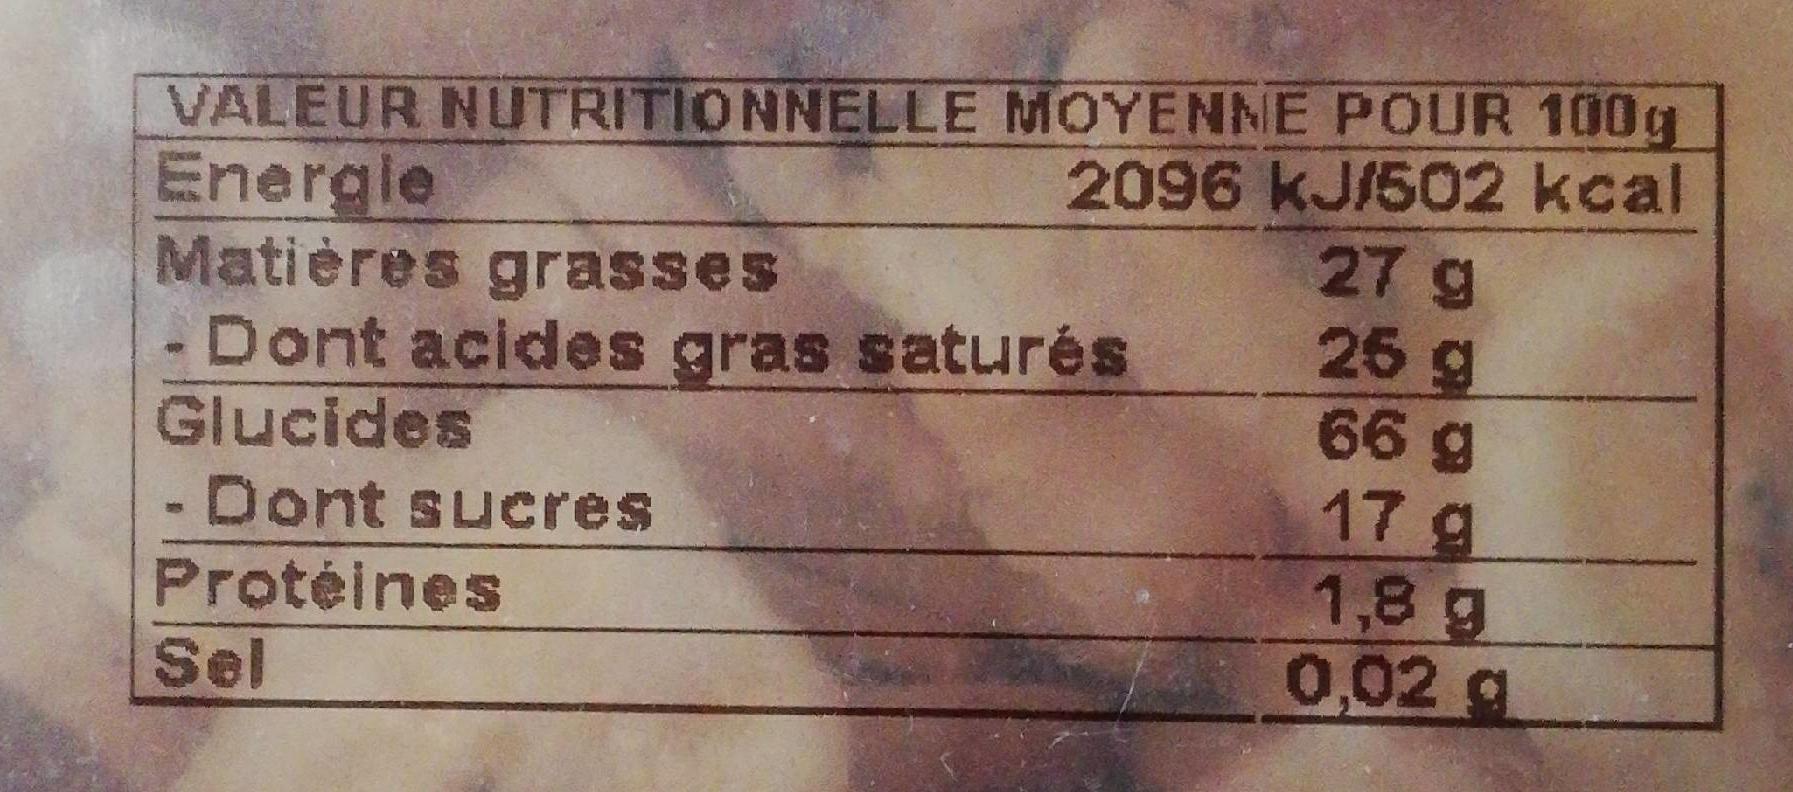 VALEUR NUTRITIONNELLE MOYENNE POUR 100g
Energie 2096 kJ/502 kcal
Matières grasses 27 g
- Dont acides gras saturés 25 g
Glucides 66 g
- Dont sucres 17 g
Protéines 1,8 g
Sel 0,02 g